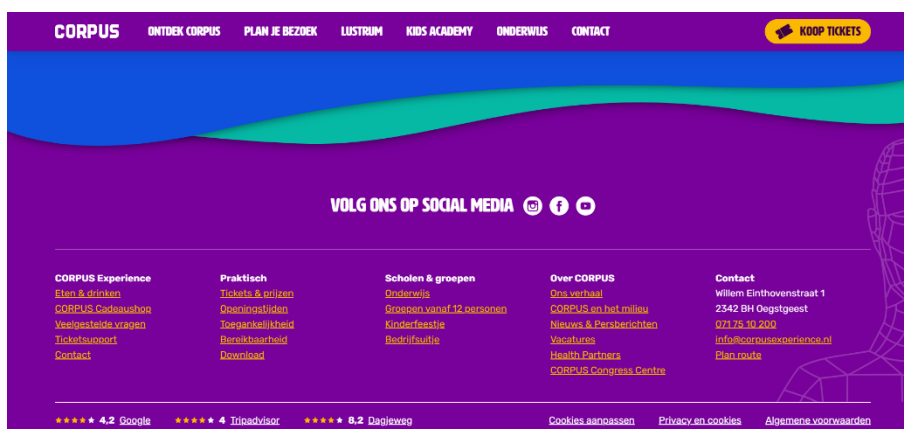 CORPUS ONTDEK CORPUS PLAN JE BEZOEK LUSTRUM KIDS ACADEMY ONDERWIJS CONTACT KOOP TICKETS
VOLG ONS OP SOCIAL MEDIA
CORPUS Experience
Eten & drinken
CORPUS Cadeaushop
Veelgestelde vragen
Ticketsupport
Contact
Praktisch
Tickets & prijzen
Openingstijden
Toegankelijkheid
Bereikbaarheid
Download
Scholen & groepen
Onderwijs
Groepen vanaf 12 personen
Kinderfeestje
Bedrijfsuitje
Over CORPUS
Ons verhaal
CORPUS en het milieu
Nieuws & Persberichten
Vacatures
Health Partners
CORPUS Congress Centre
Contact
Willem Einthovenstraat 1
2342 BH Oegstgeest
071 75 10 200
info@corpusexperience.nl
Plan route
4,2 Google 4 Tripadvisor 8,2 Dagjeweg Cookies aanpassen Privacy en cookies Algemene voorwaarden